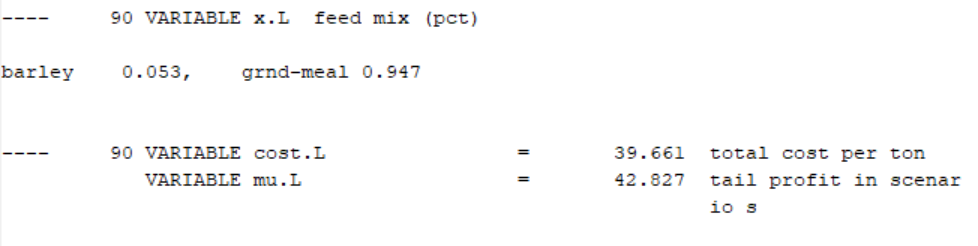 ----     90 VARIABLE x.L  feed mix (pct)
barley    0.053,    grnd-meal 0.947
----     90 VARIABLE cost.L                =       39.661  total cost per ton
            VARIABLE mu.L                  =       42.827  tail profit in scenar
                                                           io s